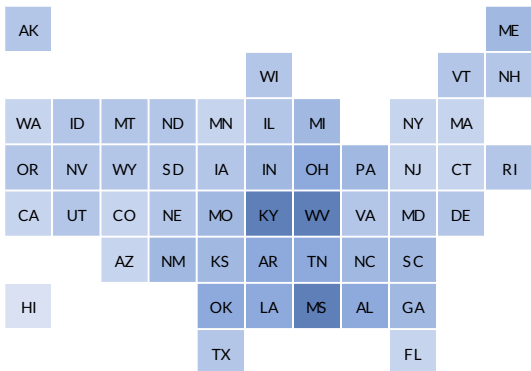 AK ME
WI VT NH
WA ID MT ND MN IL MI NY MA
OR NV WY SD IA IN OH PA NJ CT RI
CA UT CO NE MO KY WV VA MD DE
AZ NM KS AR TN NC SC
HI OK LA MS AL GA
TX FL